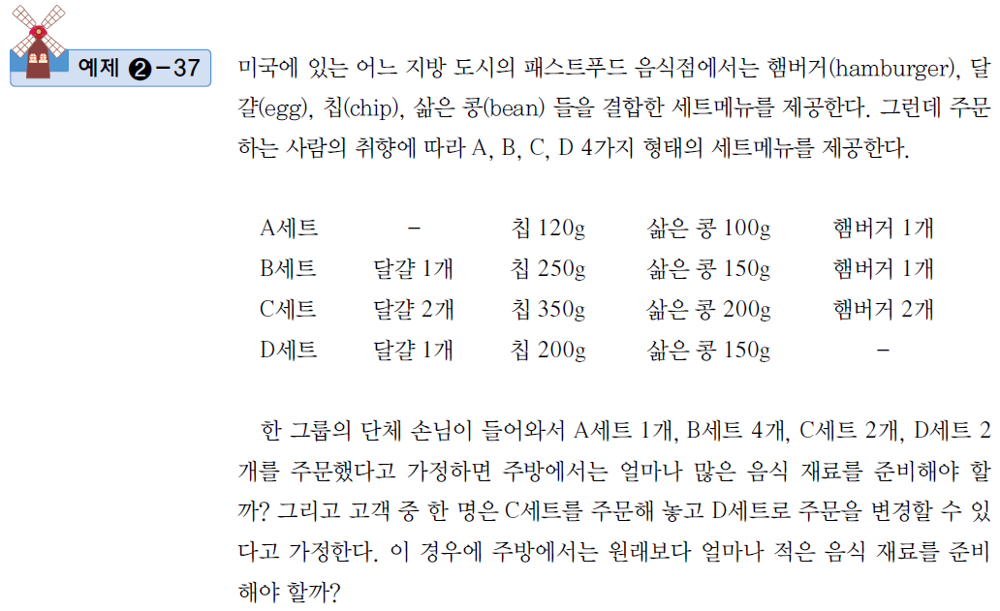 예제 ❷-37
미국에 있는 어느 지방 도시의 패스트푸드 음식점에서는 햄버거(hamburger), 달
걀(egg), 칩(chip), 삶은 콩(bean) 들을 결합한 세트메뉴를 제공한다. 그런데 주문
하는 사람의 취향에 따라 A, B, C, D 4가지 형태의 세트메뉴를 제공한다.
A세트 - 칩 120g 삶은 콩 100g 햄버거 1개
B세트 달걀 1개 칩 250g 삶은 콩 150g 햄버거 1개
C세트 달걀 2개 칩 350g 삶은 콩 200g 햄버거 2개
D세트 달걀 1개 칩 200g 삶은 콩 150g -
한 그룹의 단체 손님이 들어와서 A세트 1개, B세트 4개, C세트 2개, D세트 2
개를 주문했다고 가정하면 주방에서는 얼마나 많은 음식 재료를 준비해야 할
까? 그리고 고객 중 한 명은 C세트를 주문해 놓고 D세트로 주문을 변경할 수 있
다고 가정한다. 이 경우에 주방에서는 원래보다 얼마나 적은 음식 재료를 준비
해야 할까?